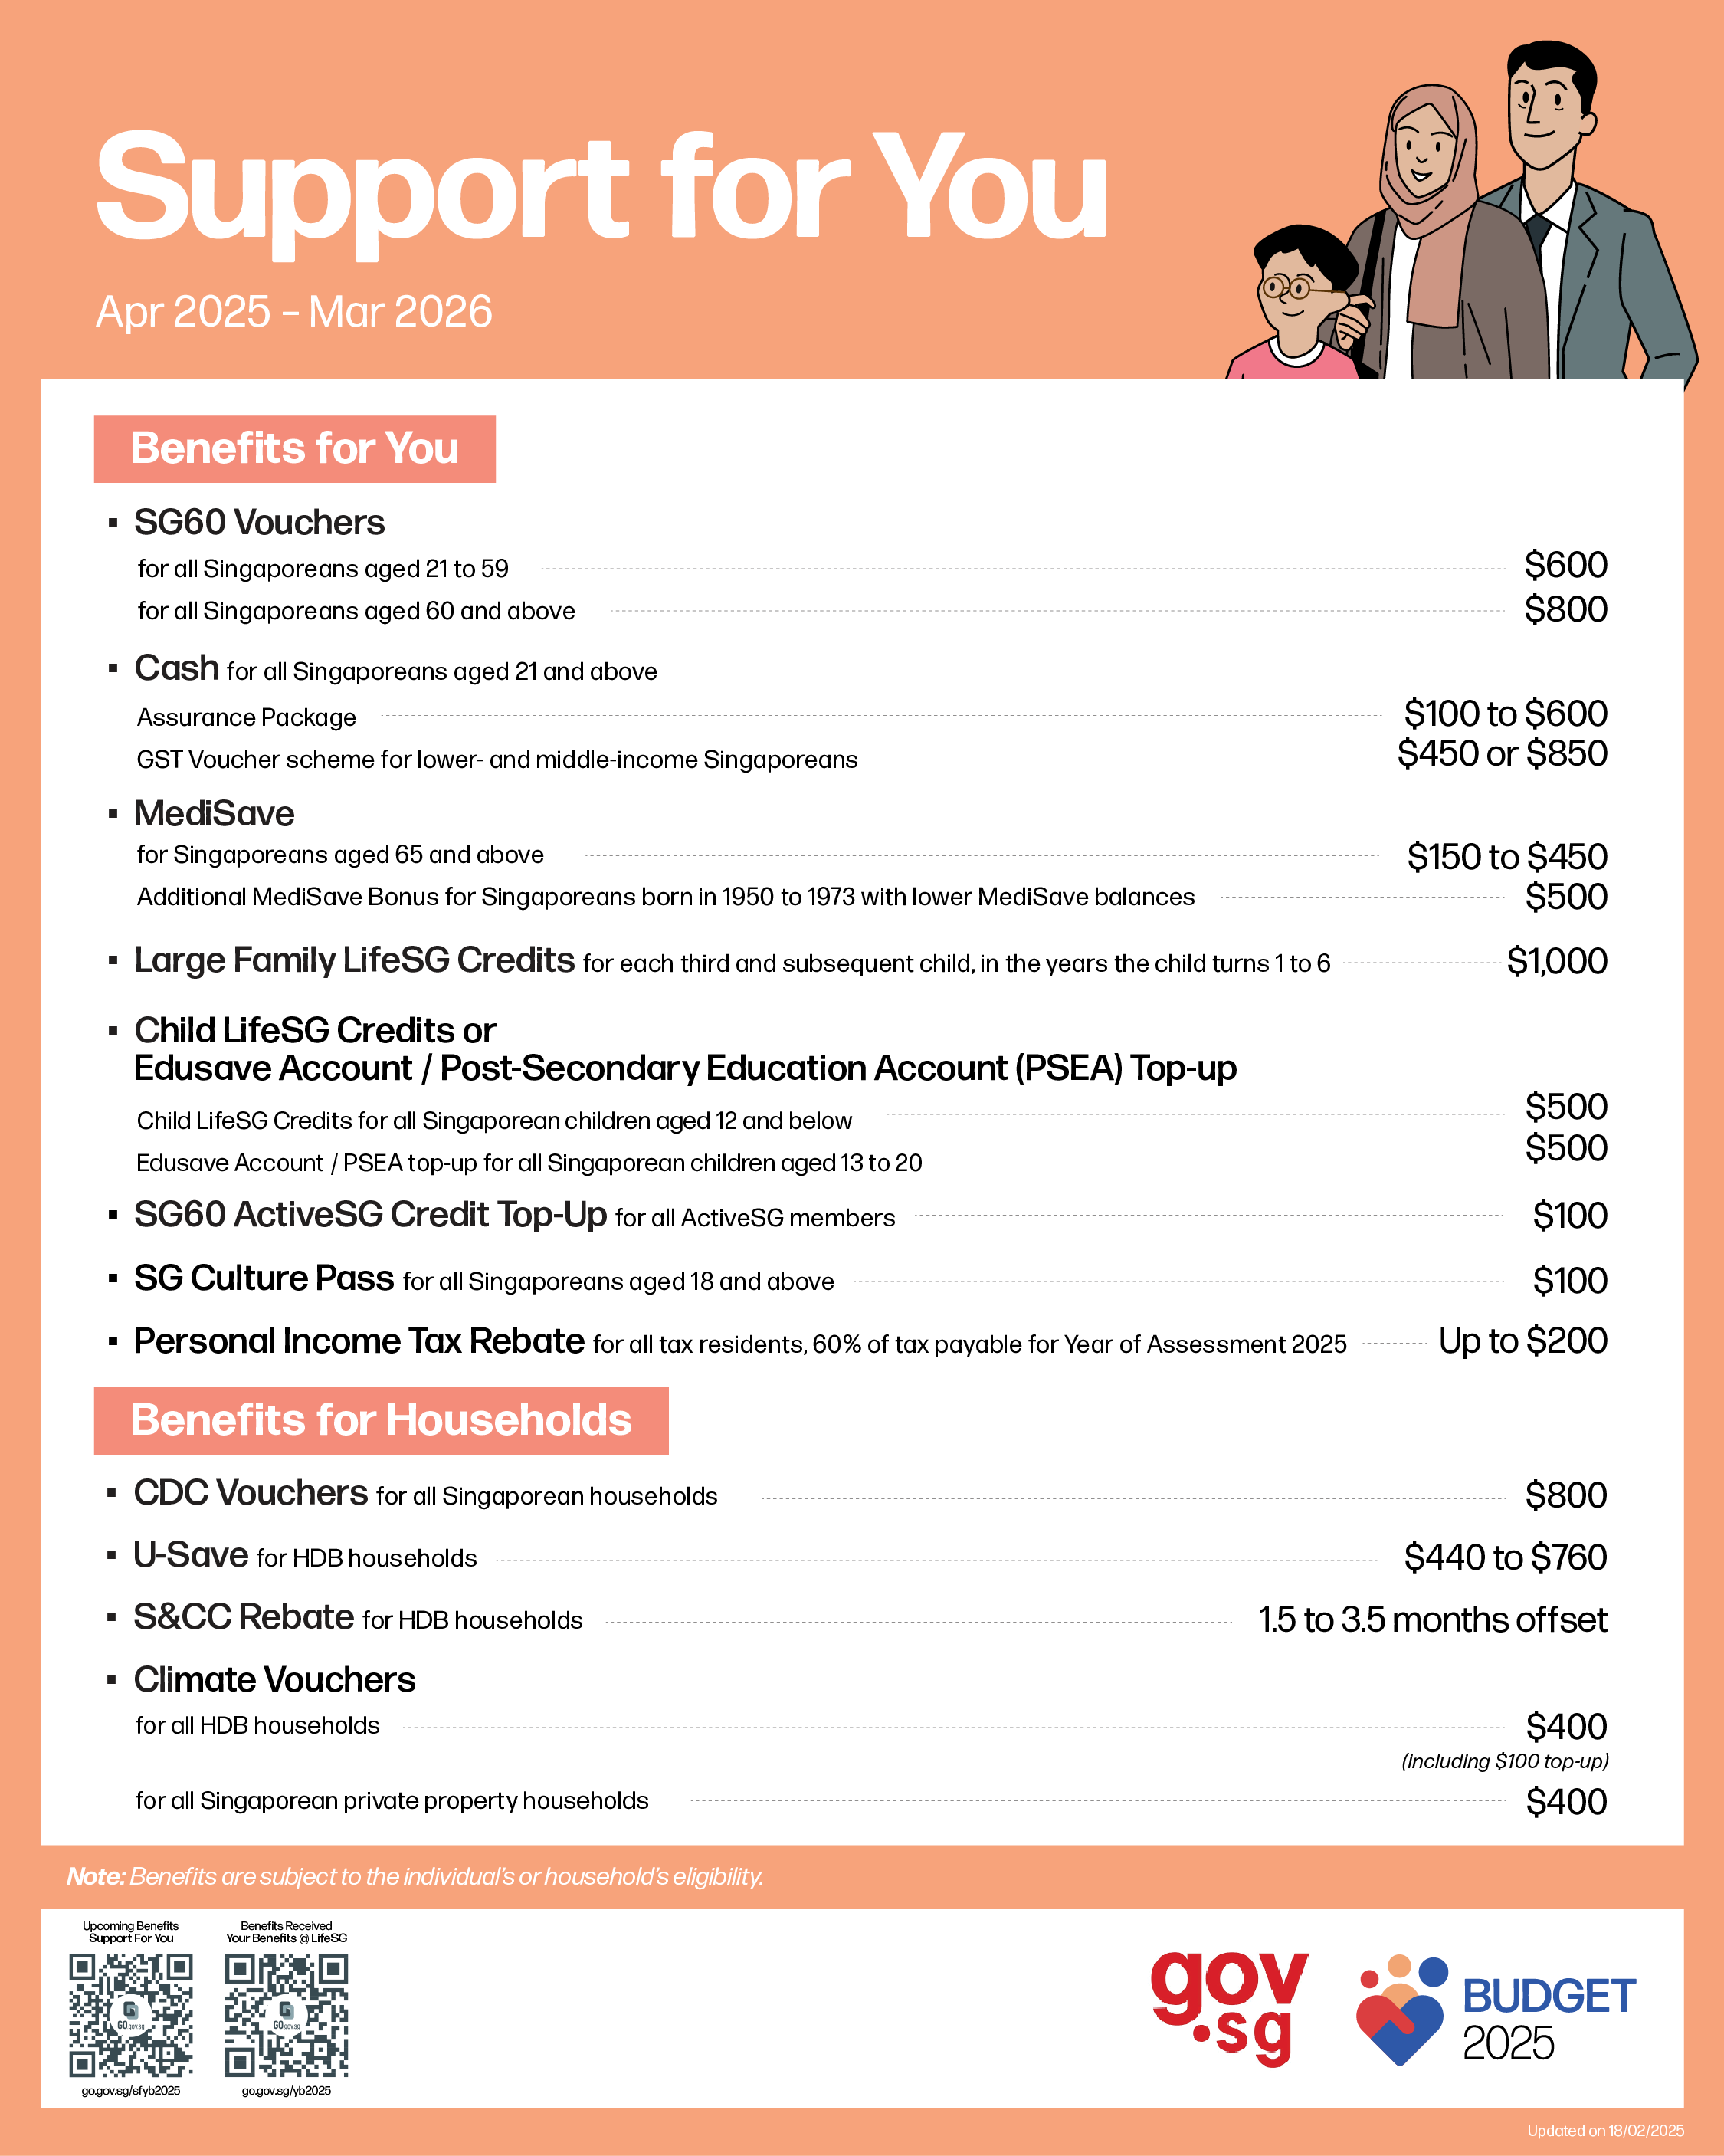 Support for You
Apr 2025 – Mar 2026
Benefits for You
▪ SG60 Vouchers
for all Singaporeans aged 21 to 59 $600
for all Singaporeans aged 60 and above $800
▪ Cash for all Singaporeans aged 21 and above
Assurance Package $100 to $600
GST Voucher scheme for lower- and middle-income Singaporeans $450 or $850
▪ MediSave
for Singaporeans aged 65 and above $150 to $450
Additional MediSave Bonus for Singaporeans born in 1950 to 1973 with lower MediSave balances $500
▪ Large Family LifeSG Credits for each third and subsequent child, in the years the child turns 1 to 6 $1,000
▪ Child LifeSG Credits or
Edusave Account / Post-Secondary Education Account (PSEA) Top-up
Child LifeSG Credits for all Singaporean children aged 12 and below $500
Edusave Account / PSEA top-up for all Singaporean children aged 13 to 20 $500
▪ SG60 ActiveSG Credit Top-Up for all ActiveSG members $100
▪ SG Culture Pass for all Singaporeans aged 18 and above $100
▪ Personal Income Tax Rebate for all tax residents, 60% of tax payable for Year of Assessment 2025 Up to $200
Benefits for Households
▪ CDC Vouchers for all Singaporean households $800
▪ U-Save for HDB households $440 to $760
▪ S&CC Rebate for HDB households 1.5 to 3.5 months offset
▪ Climate Vouchers
for all HDB households $400
(including $100 top-up)
for all Singaporean private property households $400
Note: Benefits are subject to the individual's or household's eligibility.
Upcoming Benefits
Support For You
GOgov.sg
go.gov.sg/sfyb2025
Benefits Received
Your Benefits @ LifeSG
GOgov.sg
go.gov.sg/yb2025
gov
.sg
BUDGET
2025
Updated on 18/02/2025